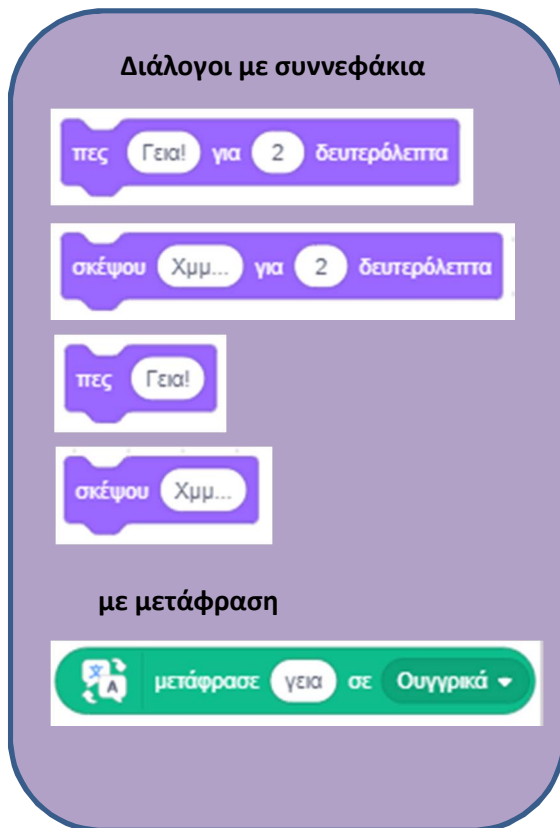 Διάλογοι με συννεφάκια
πες Γεια! για 2 δευτερόλεπτα
σκέψου Χμμ... για 2 δευτερόλεπτα
πες Γεια!
σκέψου Χμμ...
με μετάφραση
文 A μετάφρασε γεια σε Ουγγρικά